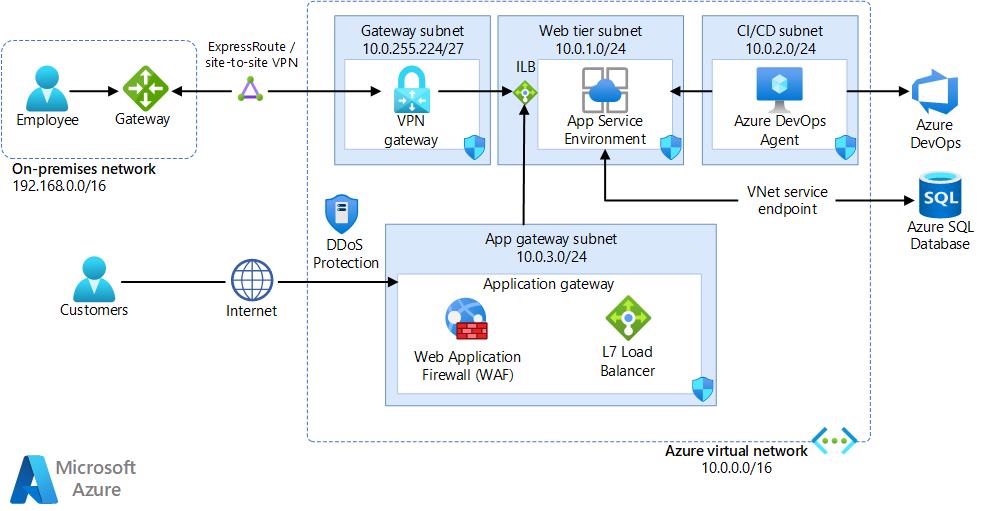 Gateway subnet
10.0.255.224/27
Web tier subnet
10.0.1.0/24
CI/CD subnet
10.0.2.0/24
ExpressRoute /
site-to-site VPN
ILB
Employee
Gateway
VPN
gateway
App Service
Environment
Azure DevOps
Agent
Azure
DevOps
On-premises network
192.168.0.0/16
VNet service
endpoint
SQL
Azure SQL
Database
DDoS
Protection
App gateway subnet
10.0.3.0/24
Customers
Internet
Application gateway
Web Application
Firewall (WAF)
L7 Load
Balancer
Azure virtual network
10.0.0.0/16
Microsoft
Azure